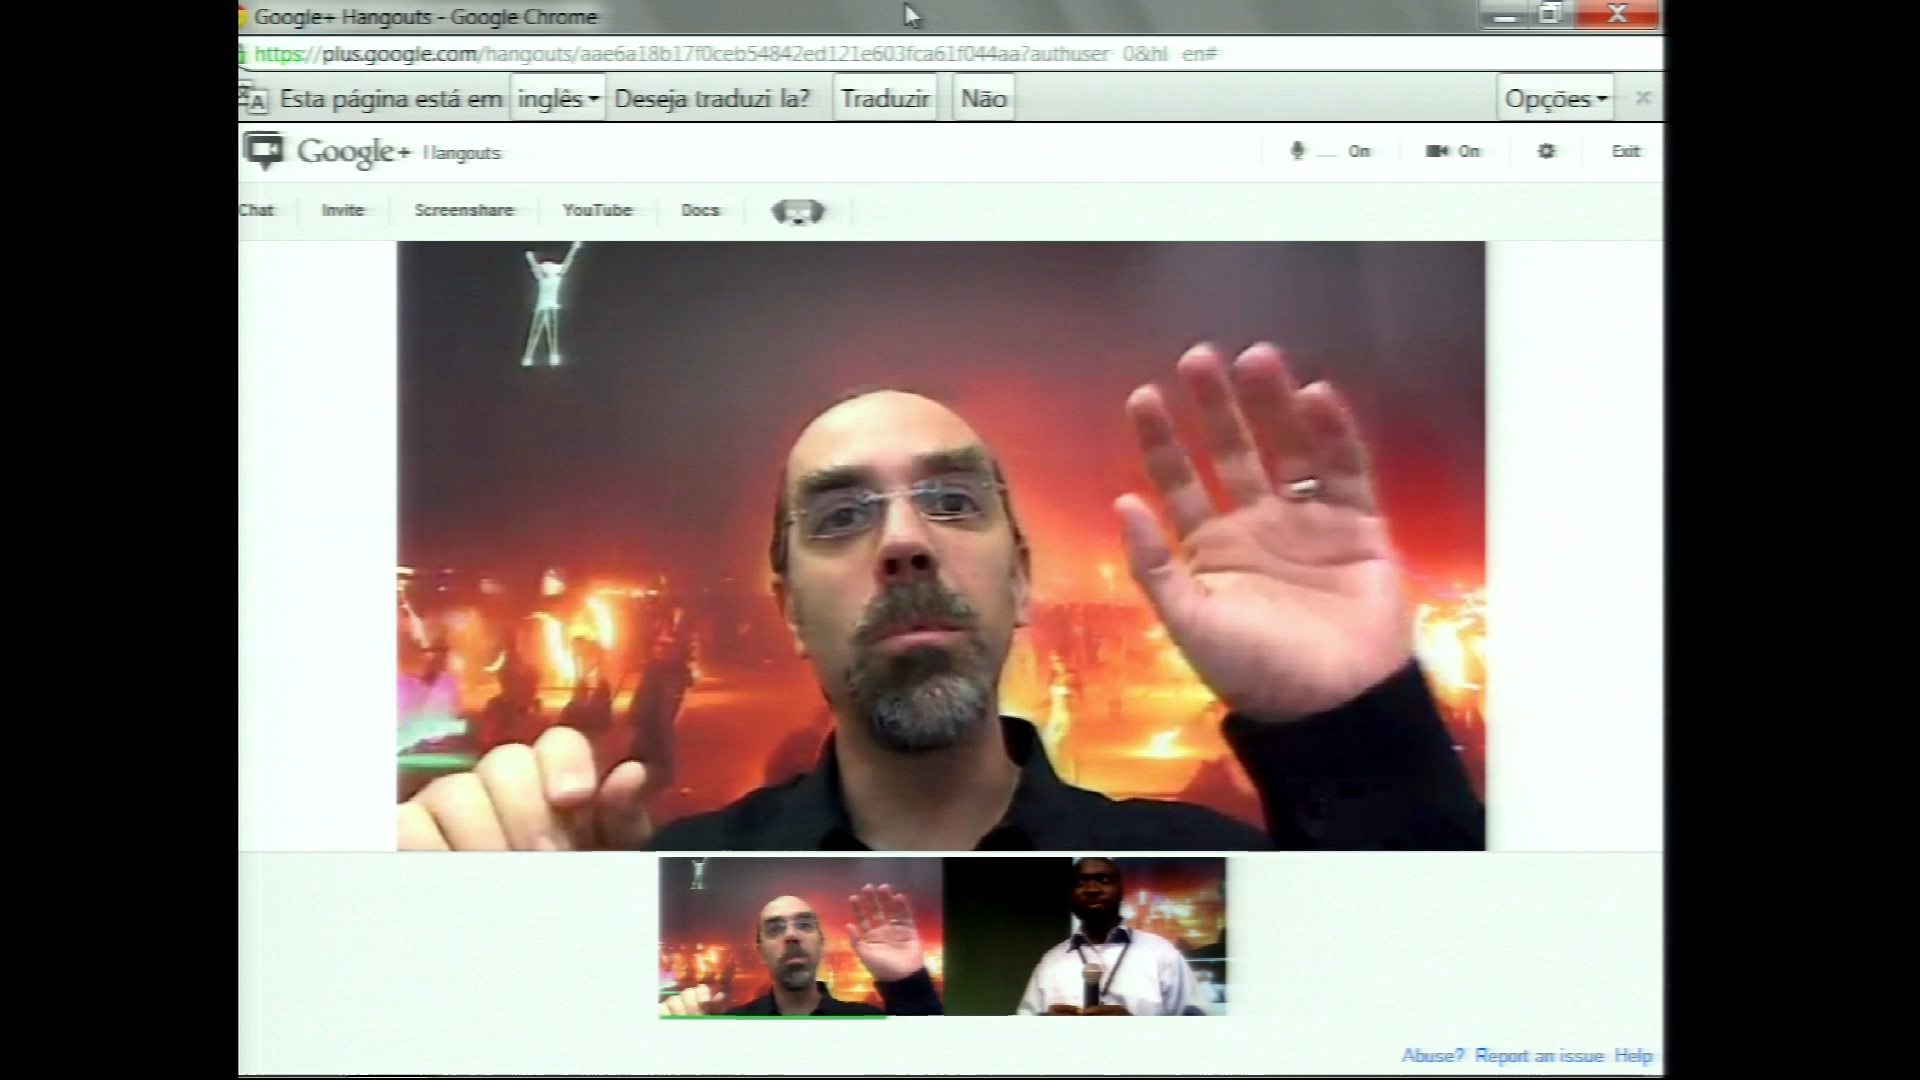 Google+ Hangouts - Google Chrome
https://plus.google.com/hangouts/aae6a18b17f0ceb54842ed121e603fca61f044aa?authuser 0&hl en#
Esta página está em inglês Deseja traduzi la? Traduzir Não Opções
Google+ Hangouts On On Exit
Chat Invite Screenshare YouTube Docs
Abuse? Report an issue Help